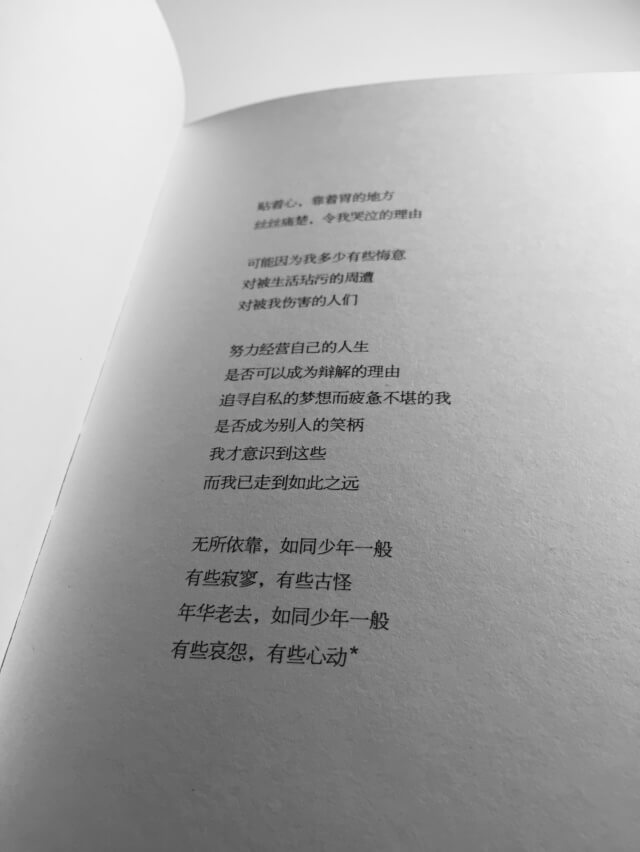 贴着心、靠着胃的地方
丝丝痛楚，令我哭泣的理由
可能因为我多少有些悔意
对被生活玷污的周遭
对被我伤害的人们
努力经营自己的人生
是否可以成为辩解的理由
追寻自私的梦想而疲惫不堪的我
是否成为别人的笑柄
我才意识到这些
而我已走到如此之远
无所依靠，如同少年一般
有些寂寥，有些古怪
年华老去，如同少年一般
有些哀怨，有些心动*